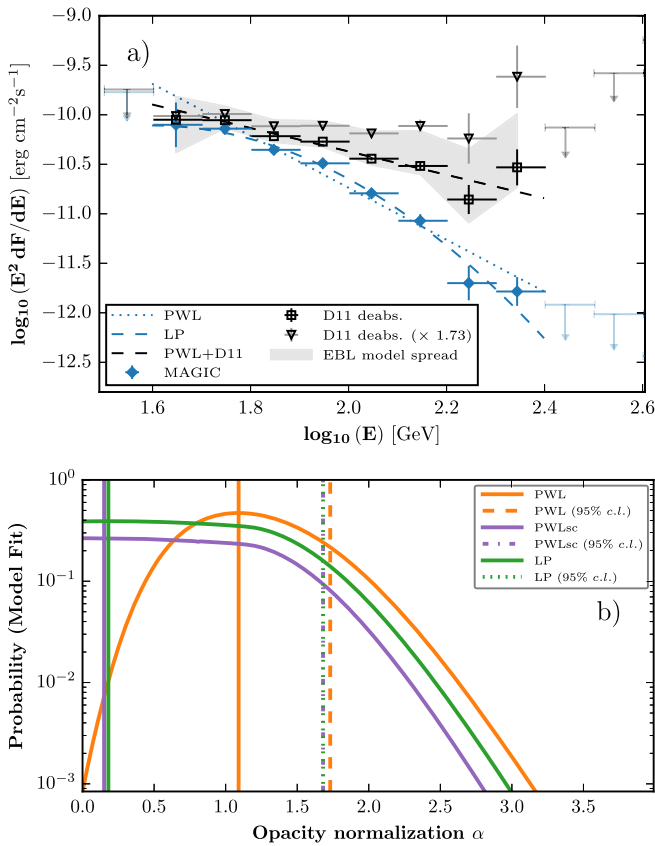 a)
−9.0
−9.5
−10.0
−10.5
−11.0
−11.5
−12.0
−12.5
log₁₀(E² dF/dE) [erg cm⁻²s⁻¹]
PWL
LP
PWL+D11
MAGIC
D11 deabs.
D11 deabs. (× 1.73)
EBL model spread
1.6 1.8 2.0 2.2 2.4 2.6
log₁₀(E) [GeV]
10⁰
10⁻¹
10⁻²
10⁻³
Probability (Model Fit)
PWL
PWL (95% c.l.)
PWLsc
PWLsc (95% c.l.)
LP
LP (95% c.l.)
b)
0.0 0.5 1.0 1.5 2.0 2.5 3.0 3.5
Opacity normalization α